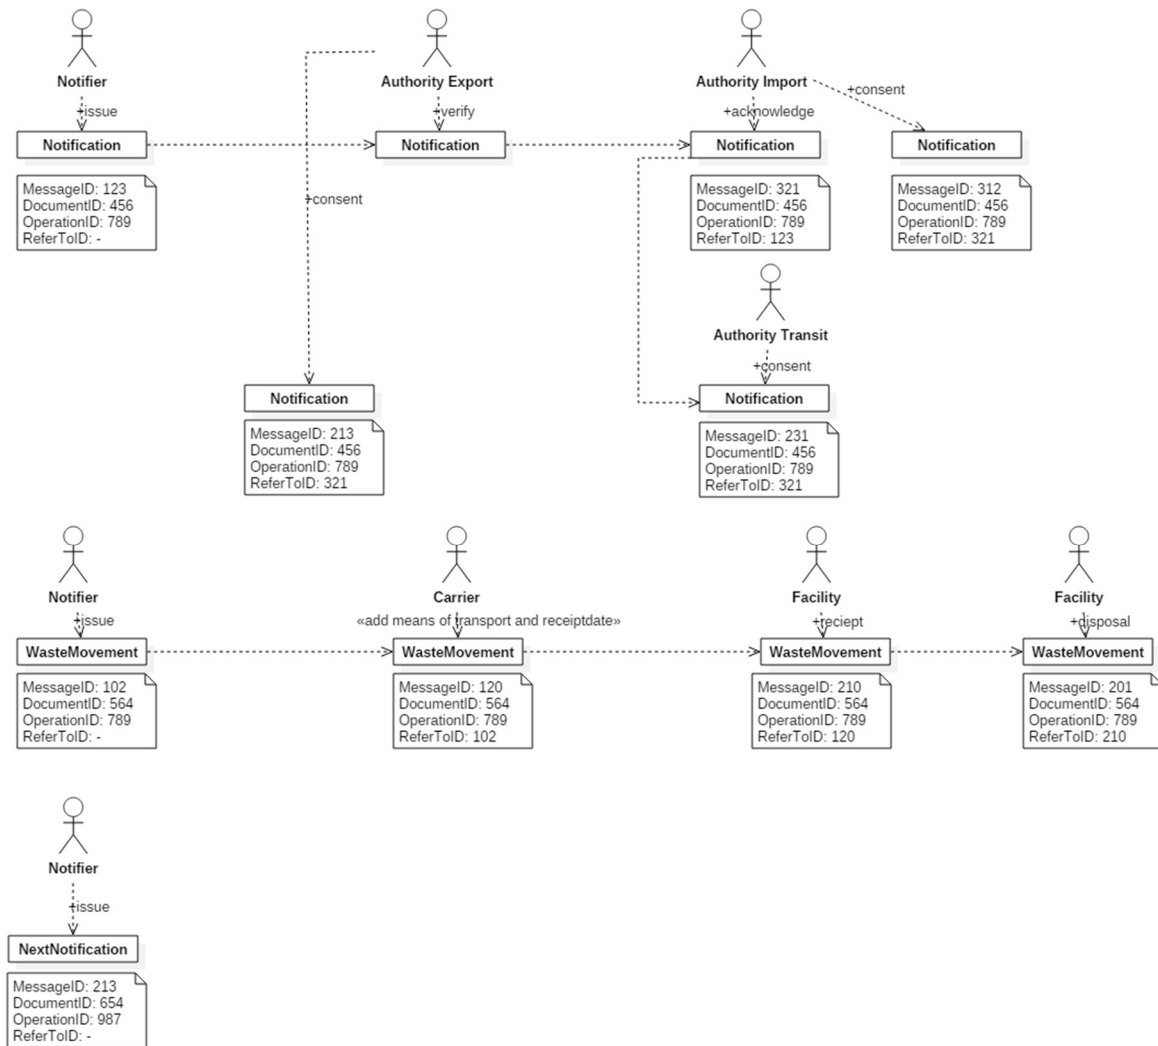 Notifier
Authority Export
Authority Import
+issue
+verify
+acknowledge
+consent
Notification
Notification
Notification
Notification
MessageID: 123
DocumentID: 456
OperationID: 789
ReferToID: -
+consent
MessageID: 321
DocumentID: 456
OperationID: 789
ReferToID: 123
MessageID: 312
DocumentID: 456
OperationID: 789
ReferToID: 321
Authority Transit
+consent
Notification
Notification
MessageID: 213
DocumentID: 456
OperationID: 789
ReferToID: 321
MessageID: 231
DocumentID: 456
OperationID: 789
ReferToID: 321
Notifier
Carrier
Facility
Facility
+issue
«add means of transport and receiptdate»
+reciept
+disposal
WasteMovement
WasteMovement
WasteMovement
WasteMovement
MessageID: 102
DocumentID: 564
OperationID: 789
ReferToID: -
MessageID: 120
DocumentID: 564
OperationID: 789
ReferToID: 102
MessageID: 210
DocumentID: 564
OperationID: 789
ReferToID: 120
MessageID: 201
DocumentID: 564
OperationID: 789
ReferToID: 210
Notifier
+issue
NextNotification
MessageID: 213
DocumentID: 654
OperationID: 987
ReferToID: -